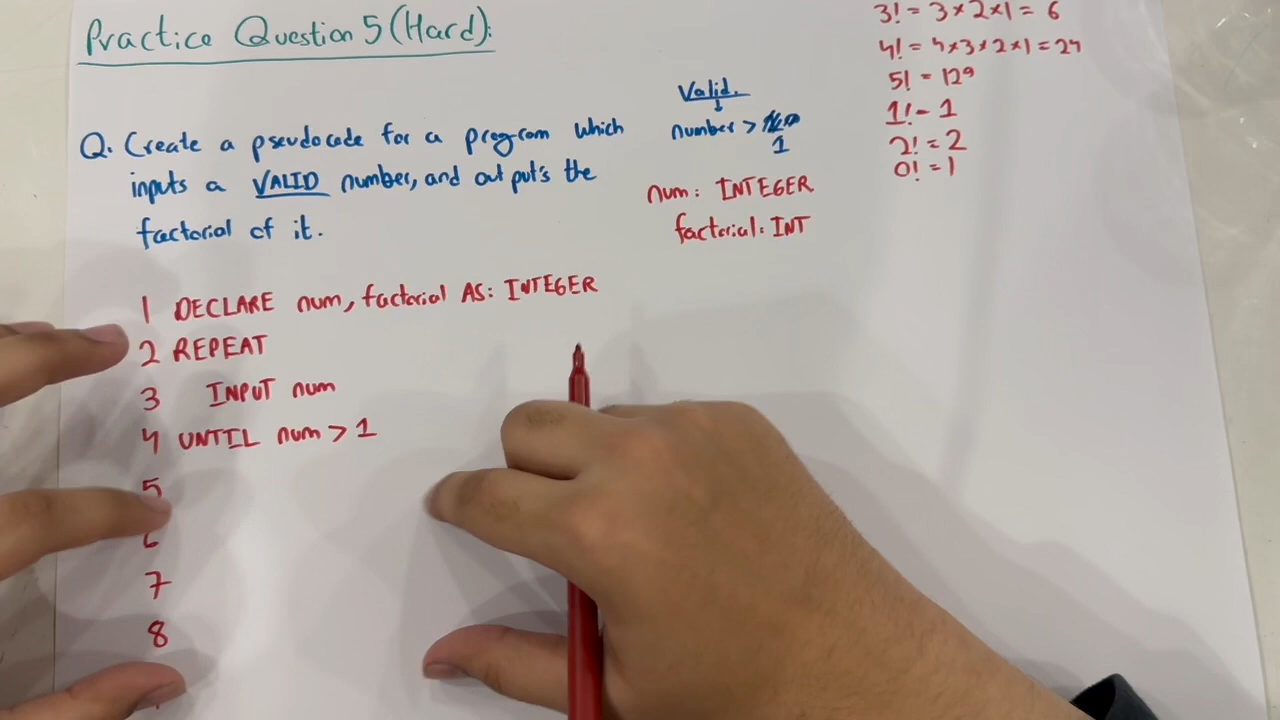 Practice Question 5 (Hard):
Q. Create a pseudocode for a program which
inputs a VALID number, and out put's the
factorial of it.
Valid.
number >
1
num: INTEGER
factorial: INT
3! = 3×2×1 = 6
4! = 4×3×2×1 = 24
5! = 129
1! - 1
2! = 2
0! = 1
1 DECLARE num, factorial AS: INTEGER
2 REPEAT
3 INPUT num
4 UNTIL num > 1
5
6
7
8